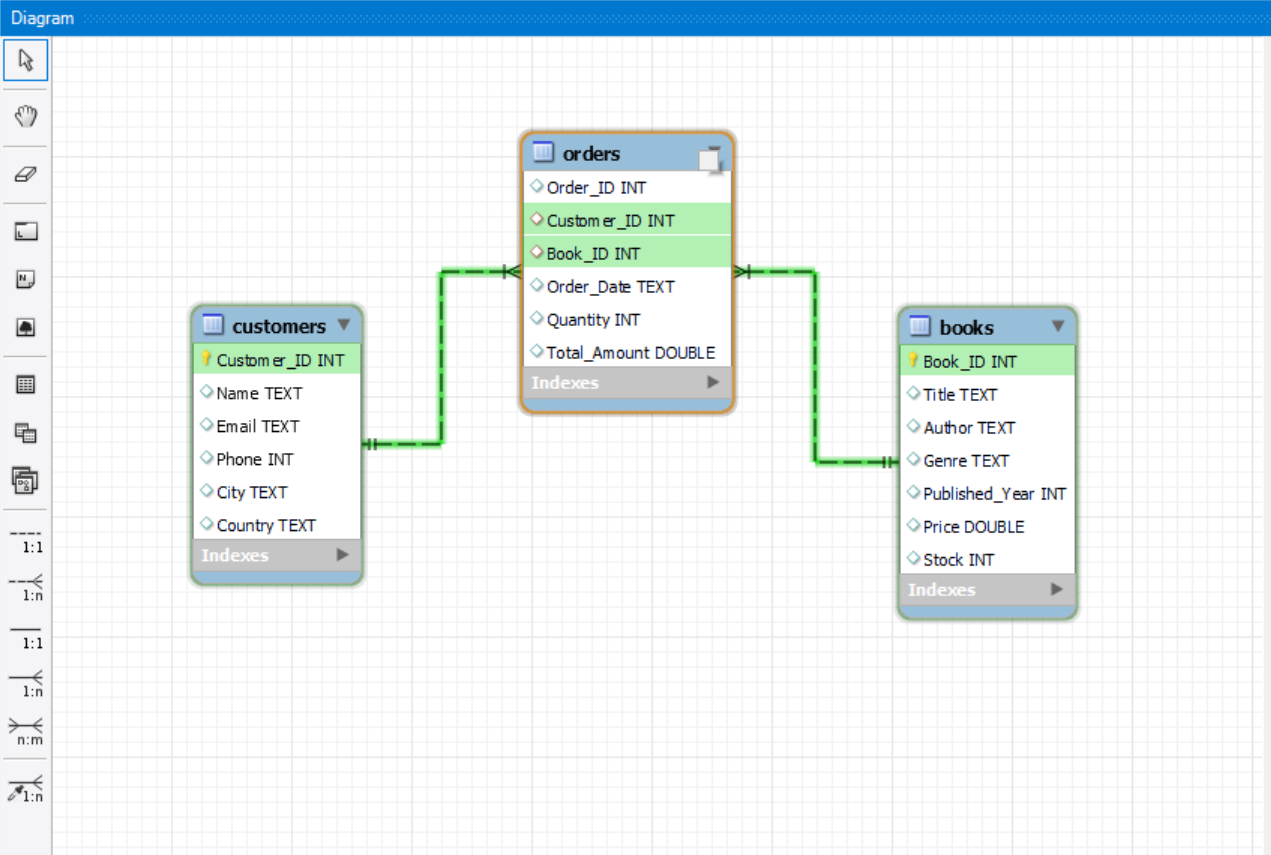 Diagram
orders
Order_ID INT
Customer_ID INT
Book_ID INT
Order_Date TEXT
Quantity INT
Total_Amount DOUBLE
Indexes
customers
Customer_ID INT
Name TEXT
Email TEXT
Phone INT
City TEXT
Country TEXT
Indexes
books
Book_ID INT
Title TEXT
Author TEXT
Genre TEXT
Published_Year INT
Price DOUBLE
Stock INT
Indexes
L
N
1:1
1:n
1:1
1:n
n:m
1:n